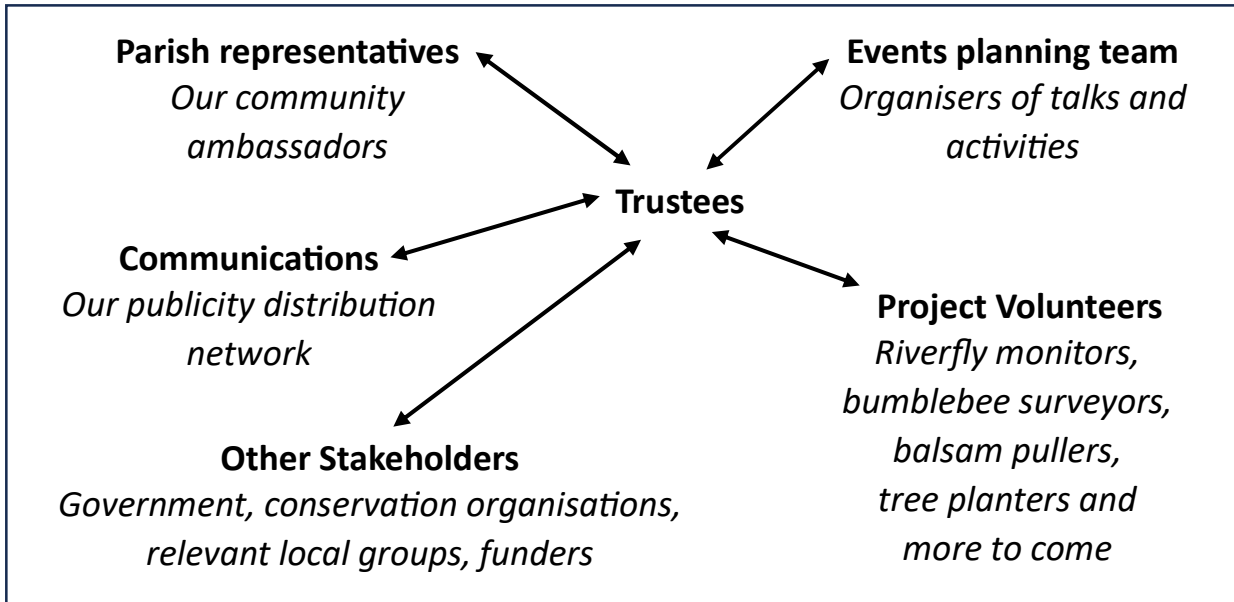 Parish representatives
Our community
ambassadors
Events planning team
Organisers of talks and
activities
Trustees
Communications
Our publicity distribution
network
Project Volunteers
Riverfly monitors,
bumblebee surveyors,
balsam pullers,
tree planters and
more to come
Other Stakeholders
Government, conservation organisations,
relevant local groups, funders